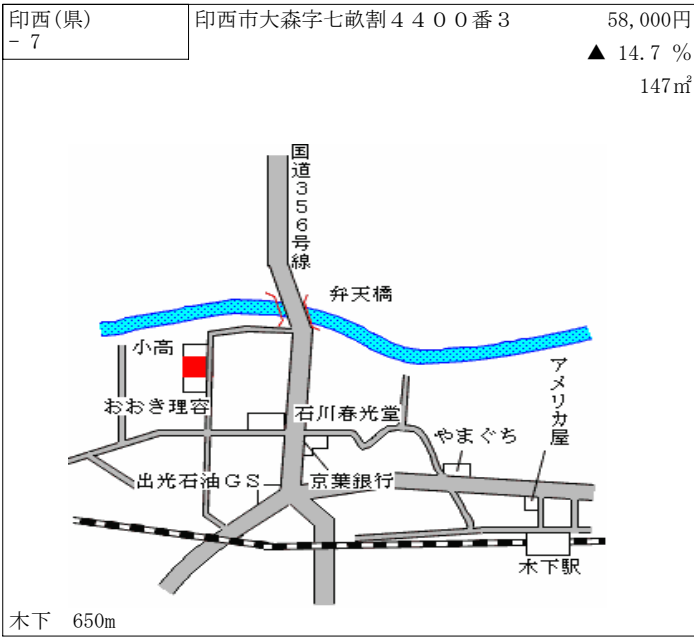 印西(県)
- 7
印西市大森字七畝割４４００番３
58,000円
▲ 14.7 %
147㎡
国道３５６号線
弁天橋
小高
アメリカ屋
おおき理容
石川春光堂
やまぐち
出光石油ＧＳ
京葉銀行
木下駅
木下 650m